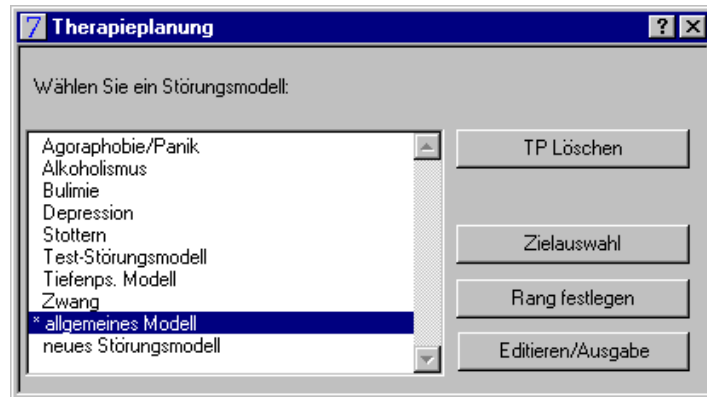 7 Therapieplanung ? ×
Wählen Sie ein Störungsmodell:
Agoraphobie/Panik
Alkoholismus
Bulimie
Depression
Stottern
Test-Störungsmodell
Tiefenps. Modell
Zwang
* allgemeines Modell
neues Störungsmodell
TP Löschen
Zielauswahl
Rang festlegen
Editieren/Ausgabe